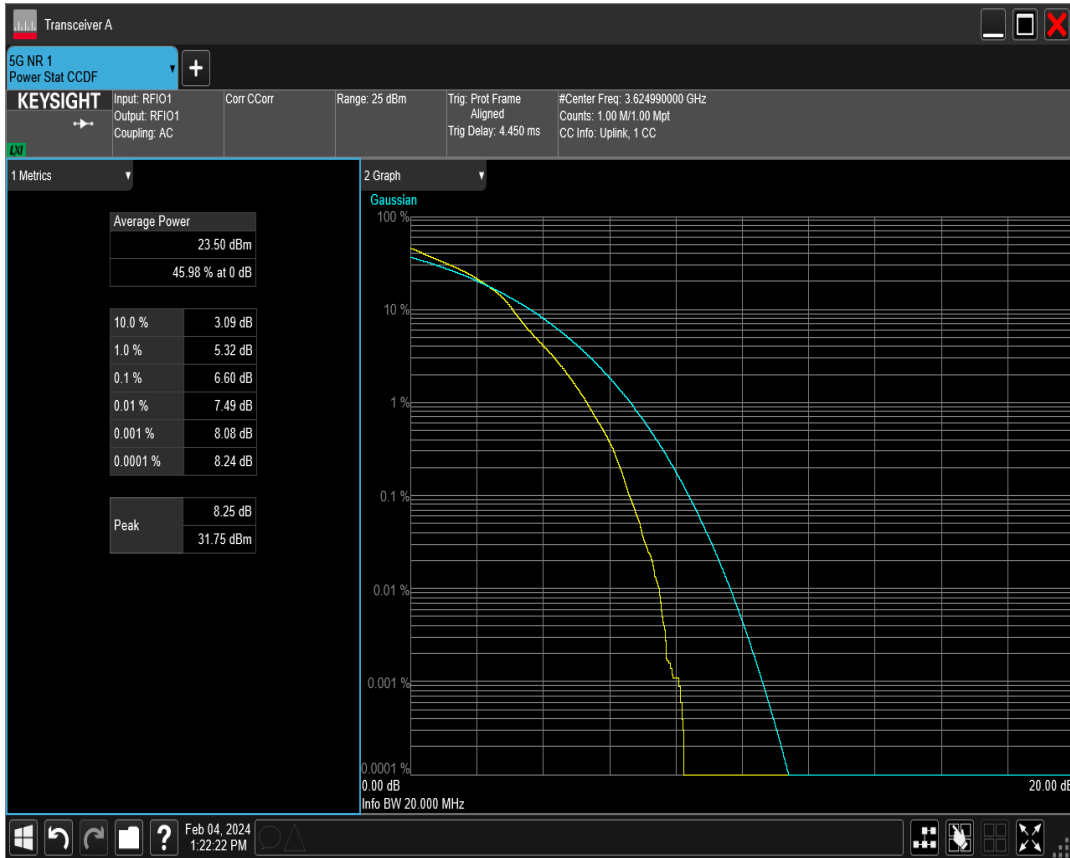 Transceiver A
5G NR 1
Power Stat CCDF
+
KEYSIGHT
LXI
Input: RFIO1
Output: RFIO1
Coupling: AC
Corr CCorr
Range: 25 dBm
Trig: Prot Frame
Aligned
Trig Delay: 4.450 ms
#Center Freq: 3.624990000 GHz
Counts: 1.00 M/1.00 Mpt
CC Info: Uplink, 1 CC
1 Metrics
Average Power
23.50 dBm
45.98 % at 0 dB
10.0 % 3.09 dB
1.0 % 5.32 dB
0.1 % 6.60 dB
0.01 % 7.49 dB
0.001 % 8.08 dB
0.0001 % 8.24 dB
Peak
8.25 dB
31.75 dBm
2 Graph
Gaussian
100 %
10 %
1 %
0.1 %
0.01 %
0.001 %
0.0001 %
0.00 dB 20.00 dB
Info BW 20.000 MHz
?
Feb 04, 2024
1:22:22 PM